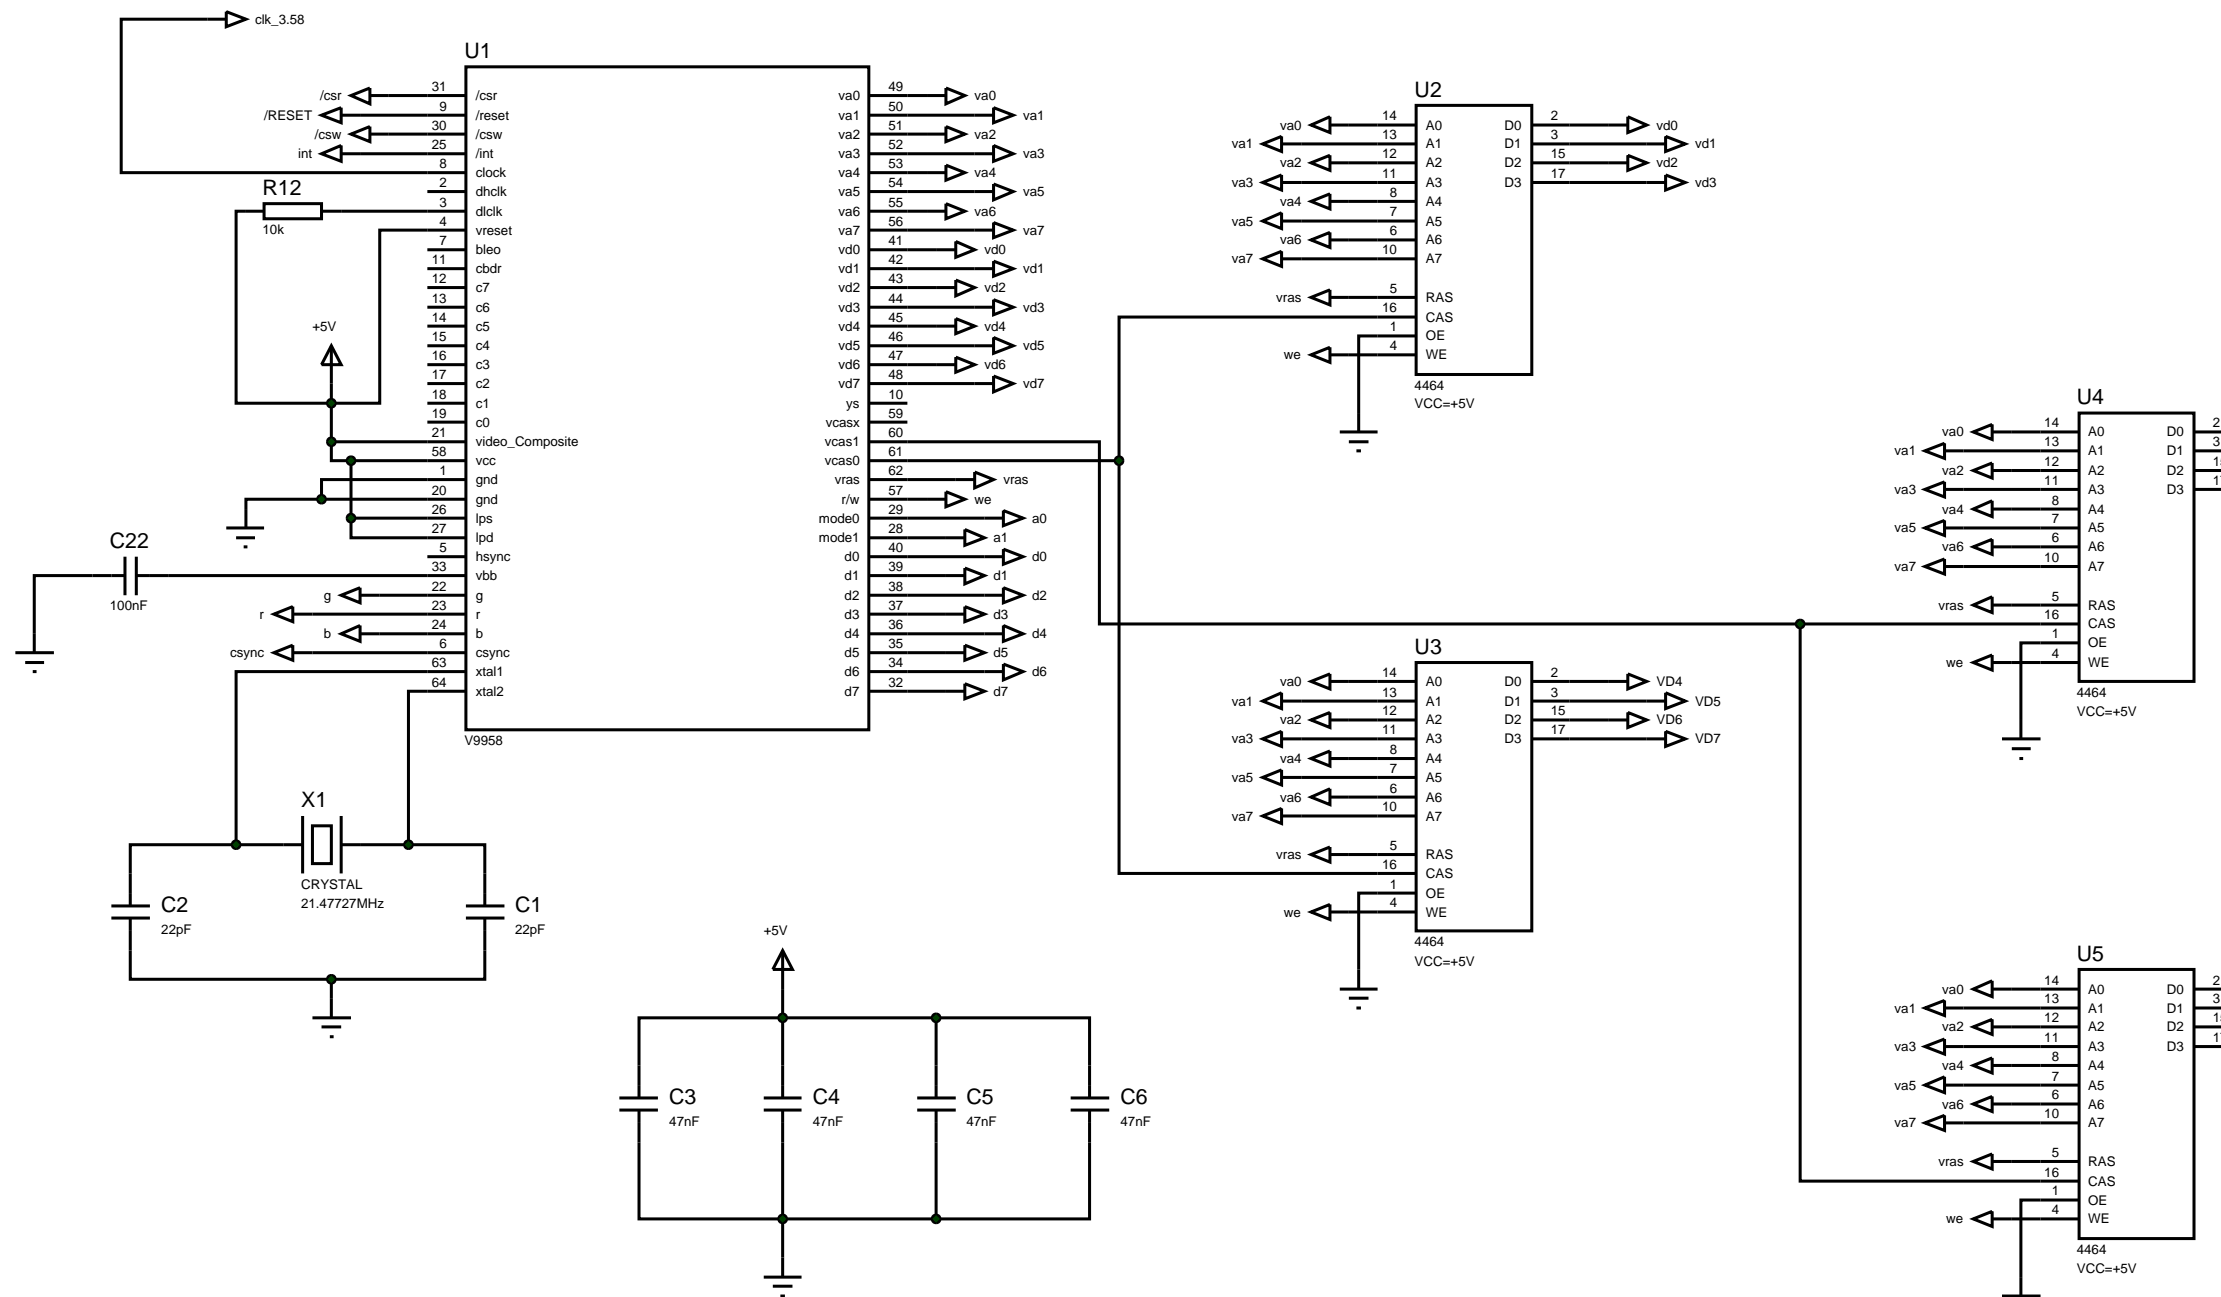 clk_3.58
U1
/csr 31 /csr
/RESET 9 /reset
/csw 30 /csw
int 25 /int
8 clock
2 dhclk
R12 3 dlclk
10k
4 vreset
7 bleo
11 cbdr
12 c7
13 c6
14 c5
+5V
15 c4
16 c3
17 c2
18 c1
19 c0
21 video_Composite
58 vcc
1 gnd
20 gnd
26 lps
27 lpd
5 hsync
C22
100nF
33 vbb
g 22 g
r 23 r
b 24 b
csync 6 csync
63 xtal1
64 xtal2
va0 49 va0
va1 50 va1
va2 51 va2
va3 52 va3
va4 53 va4
va5 54 va5
va6 55 va6
va7 56 va7
vd0 41 vd0
vd1 42 vd1
vd2 43 vd2
vd3 44 vd3
vd4 45 vd4
vd5 46 vd5
vd6 47 vd6
vd7 48 vd7
ys 10
vcasx 59
vcas1 60
vcas0 61
vras 62 vras
r/w 57 we
mode0 29 a0
mode1 28 a1
d0 40 d0
d1 39 d1
d2 38 d2
d3 37 d3
d4 36 d4
d5 35 d5
d6 34 d6
d7 32 d7
V9958
X1
CRYSTAL
21.47727MHz
C2
22pF
C1
22pF
+5V
C3
47nF
C4
47nF
C5
47nF
C6
47nF
U2
va0 14 A0 D0 2 vd0
va1 13 A1 D1 3 vd1
va2 12 A2 D2 15 vd2
va3 11 A3 D3 17 vd3
va4 8 A4
va5 7 A5
va6 6 A6
va7 10 A7
vras 5 RAS
16 CAS
1 OE
we 4 WE
4464
VCC=+5V
U3
va0 14 A0 D0 2 VD4
va1 13 A1 D1 3 VD5
va2 12 A2 D2 15 VD6
va3 11 A3 D3 17 VD7
va4 8 A4
va5 7 A5
va6 6 A6
va7 10 A7
vras 5 RAS
16 CAS
1 OE
we 4 WE
4464
VCC=+5V
U4
va0 14 A0 D0 2
va1 13 A1 D1 3
va2 12 A2 D2
va3 11 A3 D3
va4 8 A4
va5 7 A5
va6 6 A6
va7 10 A7
vras 5 RAS
16 CAS
1 OE
we 4 WE
4464
VCC=+5V
U5
va0 14 A0 D0 2
va1 13 A1 D1 3
va2 12 A2 D2
va3 11 A3 D3
va4 8 A4
va5 7 A5
va6 6 A6
va7 10 A7
vras 5 RAS
16 CAS
1 OE
we 4 WE
4464
VCC=+5V